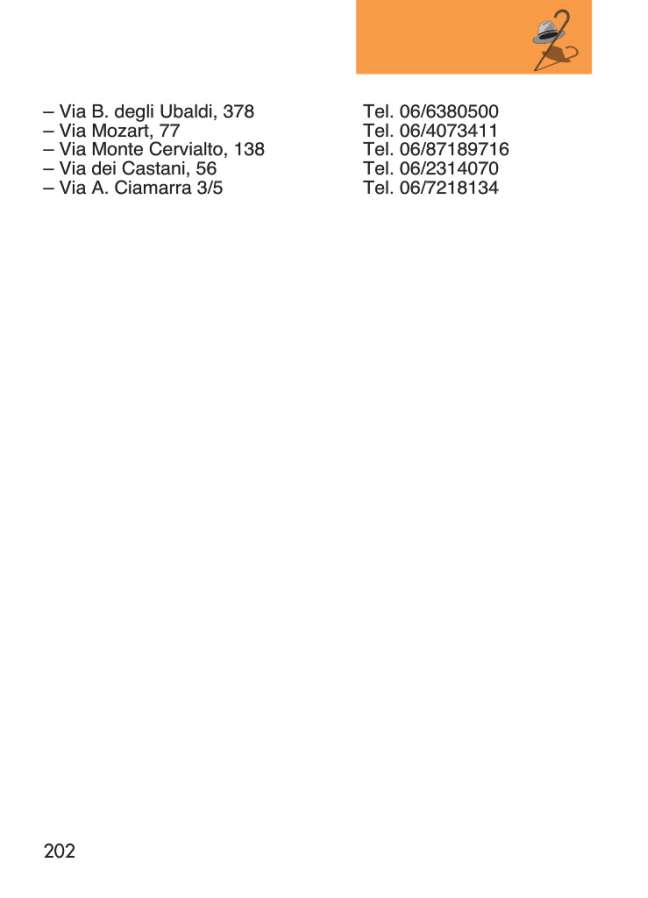 – Via B. degli Ubaldi, 378 Tel. 06/6380500
– Via Mozart, 77 Tel. 06/4073411
– Via Monte Cervialto, 138 Tel. 06/87189716
– Via dei Castani, 56 Tel. 06/2314070
– Via A. Ciamarra 3/5 Tel. 06/7218134
202